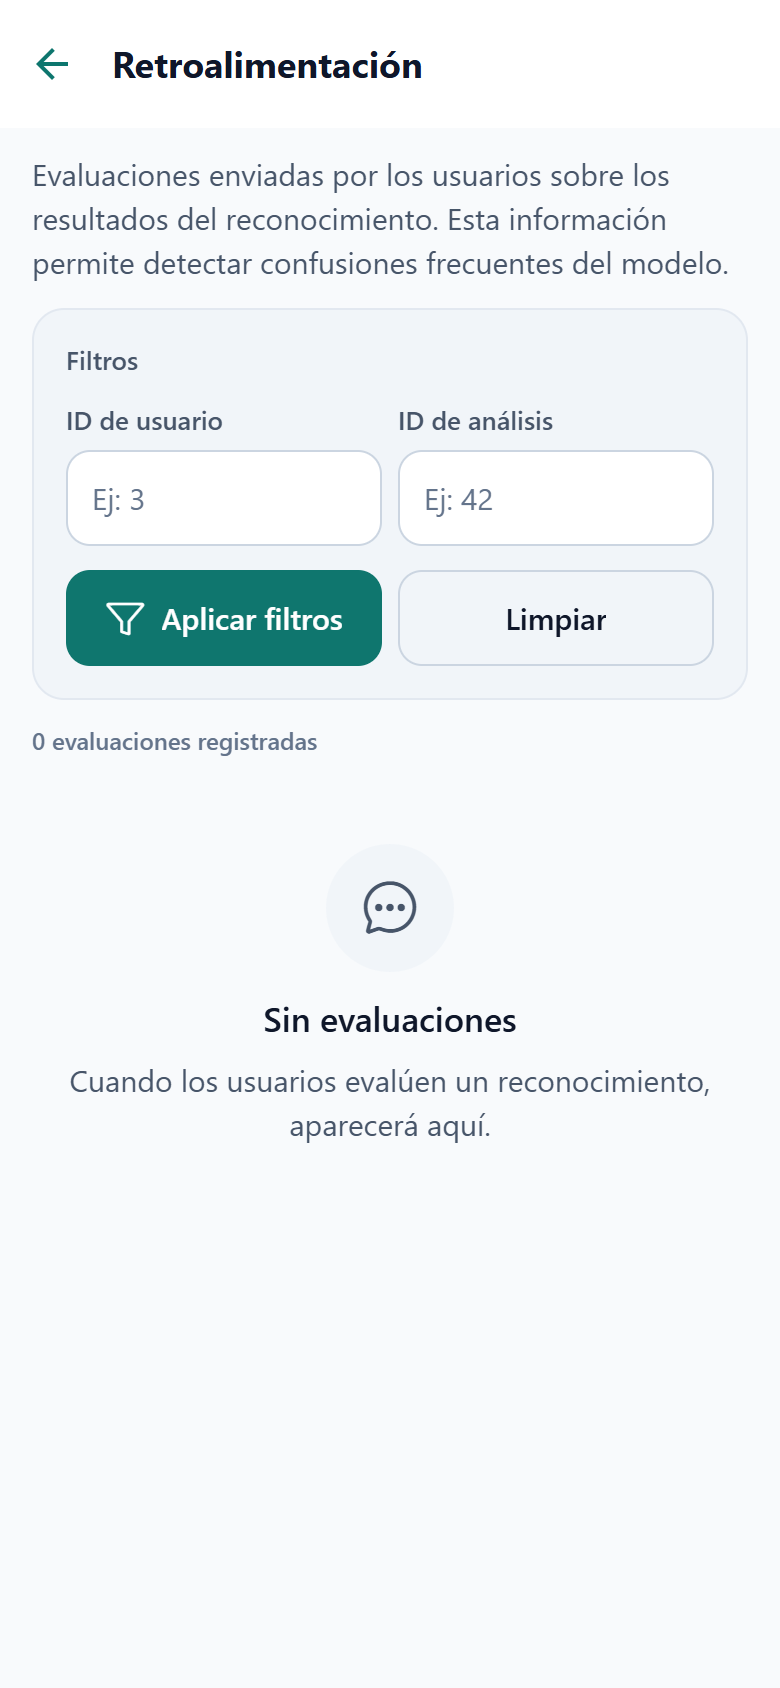 Retroalimentación
Evaluaciones enviadas por los usuarios sobre los
resultados del reconocimiento. Esta información
permite detectar confusiones frecuentes del modelo.
Filtros
ID de usuario
ID de análisis
Ej: 3
Ej: 42
Aplicar filtros
Limpiar
0 evaluaciones registradas
Sin evaluaciones
Cuando los usuarios evalúen un reconocimiento,
aparecerá aquí.